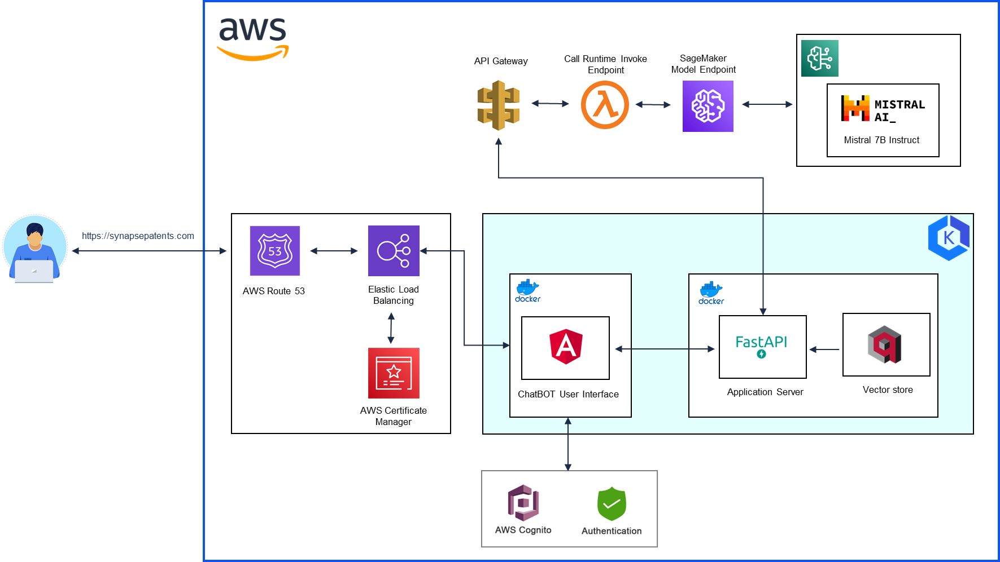 aws
API Gateway
Call Runtime Invoke
Endpoint
SageMaker
Model Endpoint
MISTRAL
AI_
Mistral 7B Instruct
https://synapsepatents.com
53
AWS Route 53
Elastic Load
Balancing
AWS Certificate
Manager
K
docker
ChatBOT User Interface
docker
FastAPI
Application Server
Vector store
AWS Cognito
Authentication